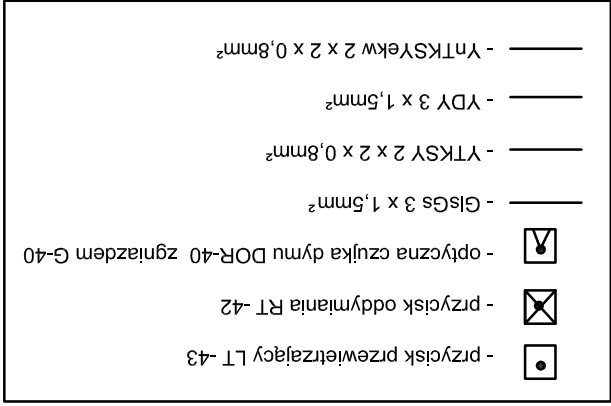 - przycisk przewietrzający LT -43
- przycisk oddymiania RT -42
- optyczna czujka dymu DOR-40 zgniazdem G-40
- GlsGs 3 x 1,5mm²
- YTKSY 2 x 2 x 0,8mm²
- YDY 3 x 1,5mm²
- YnTKSYekw 2 x 2 x 0,8mm²